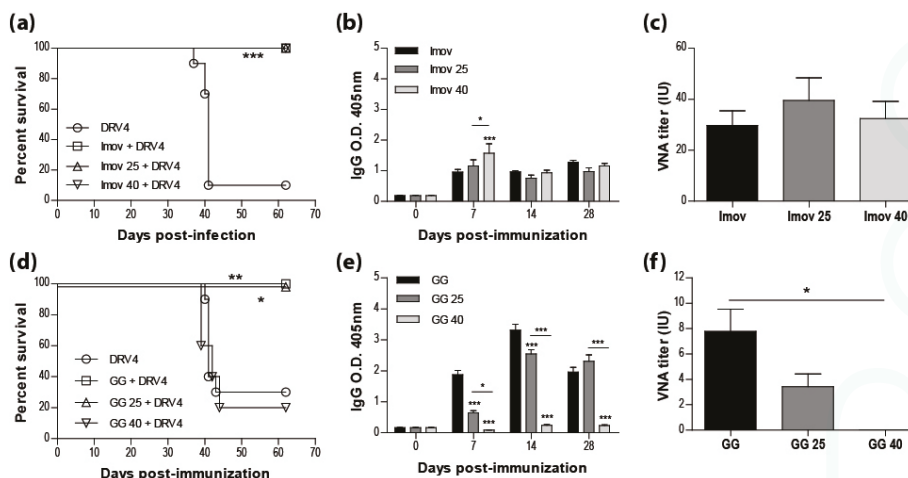 (a)
Percent survival
100
80
60
40
20
0
***
DRV4
Imov + DRV4
Imov 25 + DRV4
Imov 40 + DRV4
0 10 20 30 40 50 60 70
Days post-infection
(b)
IgG O.D. 405nm
5
4
3
2
1
0
Imov
Imov 25
Imov 40
*
***
0 7 14 28
Days post-immunization
(c)
VNA titer (IU)
60
40
20
0
Imov Imov 25 Imov 40
(d)
Percent survival
100
80
60
40
20
0
**
*
DRV4
GG + DRV4
GG 25 + DRV4
GG 40 + DRV4
0 10 20 30 40 50 60 70
Days post-immunization
(e)
IgG O.D. 405nm
5
4
3
2
1
0
GG
GG 25
GG 40
*
***
***
***
***
***
***
***
0 7 14 28
Days post-immunization
(f)
VNA titer (IU)
12
10
8
6
4
2
0
*
GG GG 25 GG 40